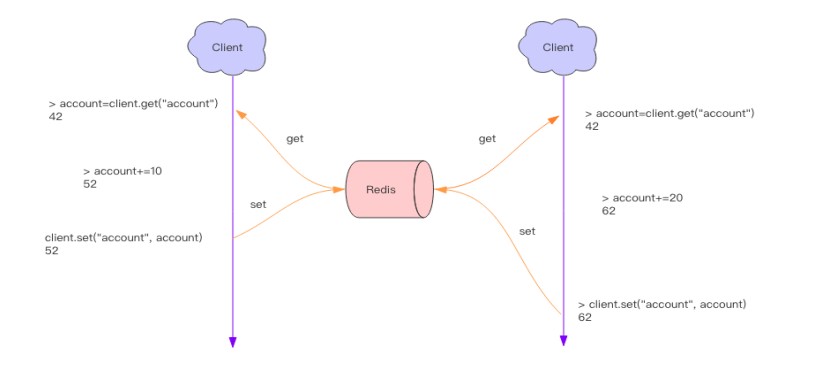 Client
Client
> account=client.get("account")
42
> account=client.get("account")
42
get
get
> account+=10
52
Redis
> account+=20
62
set
set
client.set("account", account)
52
> client.set("account", account)
62